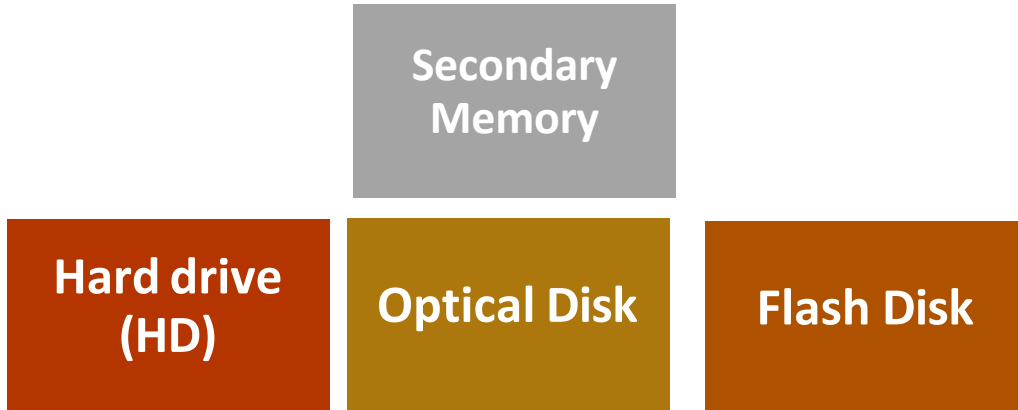 Secondary
Memory
Hard drive
(HD)
Optical Disk
Flash Disk